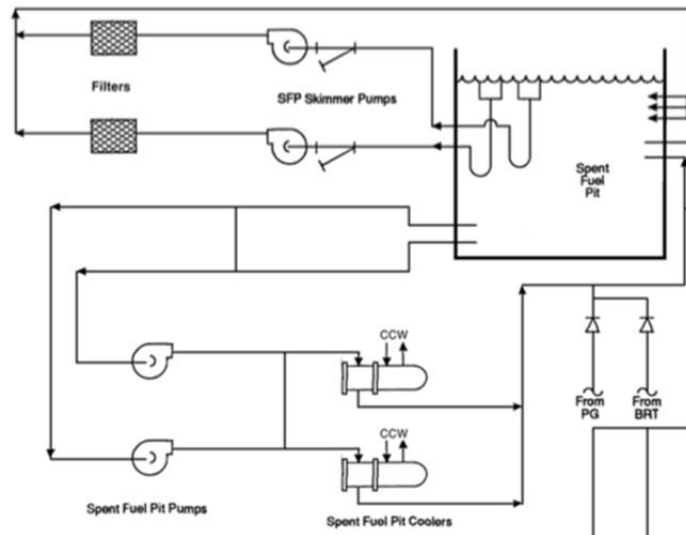 Filters
SFP Skimmer Pumps
Spent
Fuel
Pit
CCW
From
PG
From
BRT
CCW
Spent Fuel Pit Pumps
Spent Fuel Pit Coolers